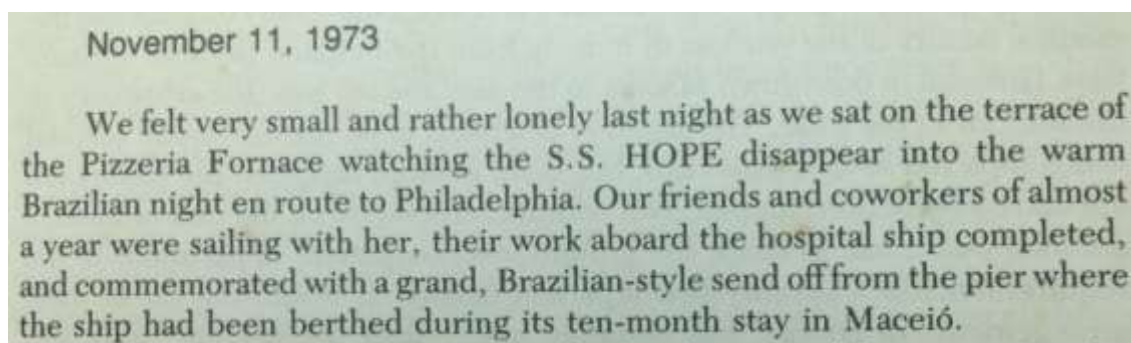 November 11, 1973
We felt very small and rather lonely last night as we sat on the terrace of
the Pizzeria Fornace watching the S.S. HOPE disappear into the warm
Brazilian night en route to Philadelphia. Our friends and coworkers of almost
a year were sailing with her, their work aboard the hospital ship completed,
and commemorated with a grand, Brazilian-style send off from the pier where
the ship had been berthed during its ten-month stay in Maceió.